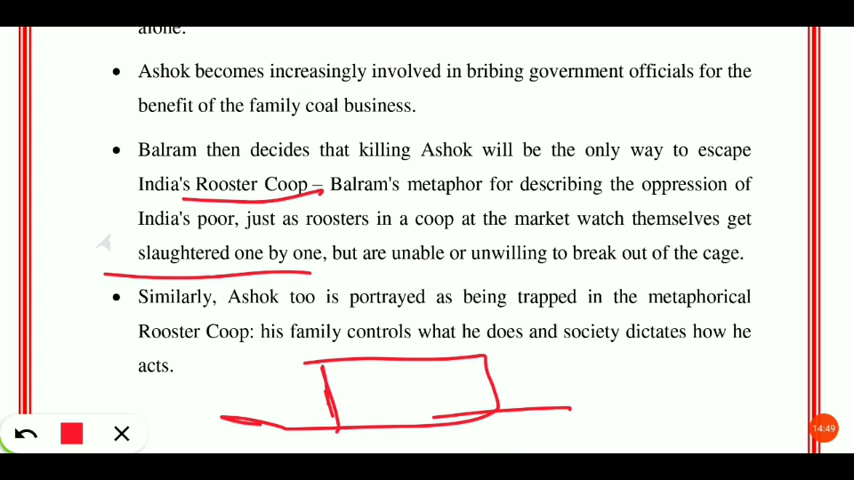 alone.
• Ashok becomes increasingly involved in bribing government officials for the
benefit of the family coal business.
• Balram then decides that killing Ashok will be the only way to escape
India's Rooster Coop – Balram's metaphor for describing the oppression of
India's poor, just as roosters in a coop at the market watch themselves get
slaughtered one by one, but are unable or unwilling to break out of the cage.
• Similarly, Ashok too is portrayed as being trapped in the metaphorical
Rooster Coop: his family controls what he does and society dictates how he
acts.
14:49